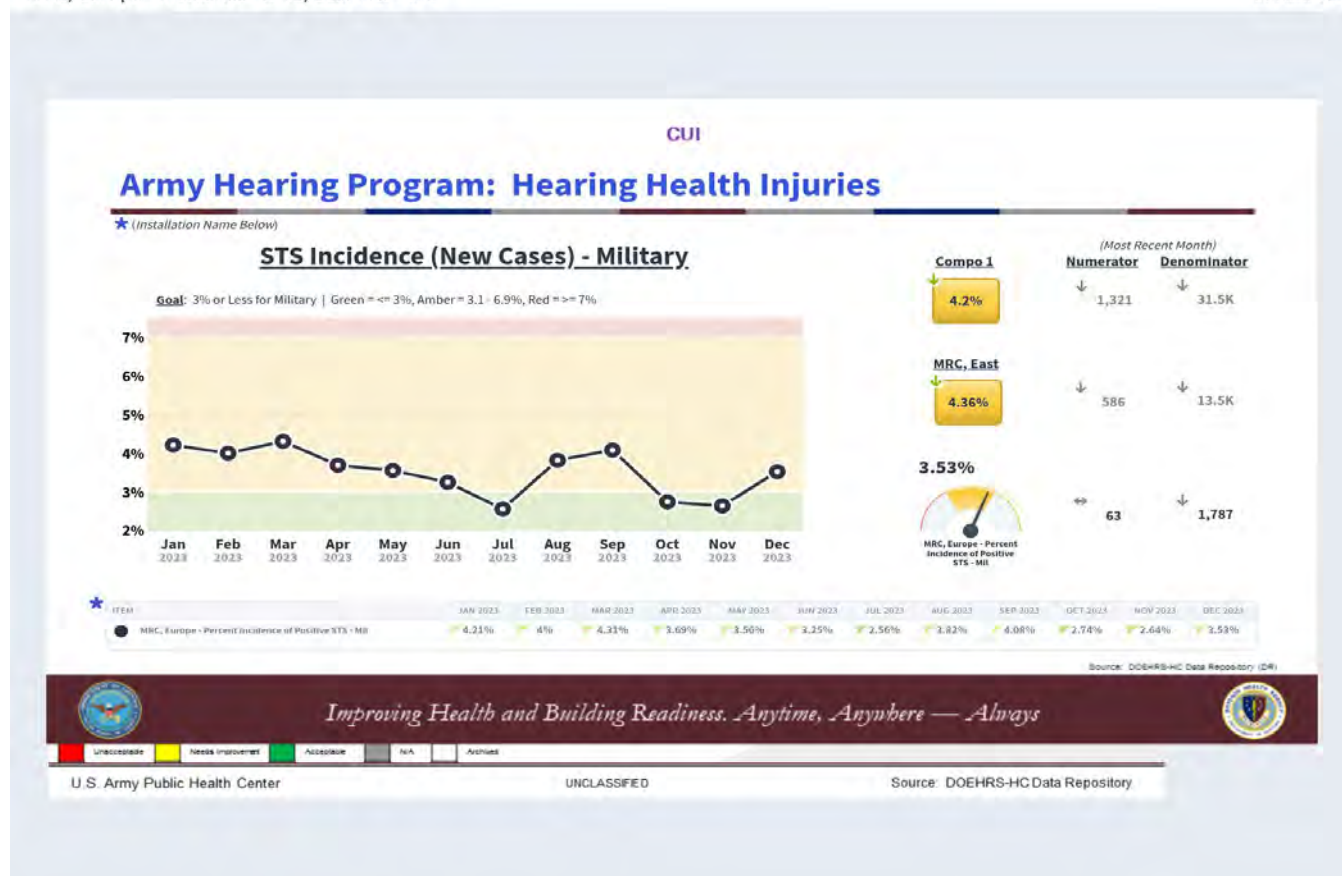 CUI
Army Hearing Program: Hearing Health Injuries
(Installation Name Below)
STS Incidence (New Cases) - Military
Goal: 3% or Less for Military | Green = <= 3%, Amber = 3.1 - 6.9%, Red = >= 7%
7%
6%
5%
4%
3%
2%
Jan Feb Mar Apr May Jun Jul Aug Sep Oct Nov Dec
2023 2023 2023 2023 2023 2023 2023 2023 2023 2023 2023 2023
(Most Recent Month)
Compo 1 Numerator Denominator
4.2% 1,321 31.5K
MRC, East
4.36% 586 13.5K
3.53%
63 1,787
MRC, Europe - Percent
Incidence of Positive
STS - Mil
ITEM JAN 2023 FEB 2023 MAR 2023 APR 2023 MAY 2023 JUN 2023 JUL 2023 AUG 2023 SEP 2023 OCT 2023 NOV 2023 DEC 2023
MRC, Europe - Percent Incidence of Positive STS - Mil 4.21% 4% 4.31% 3.69% 3.56% 3.25% 2.56% 3.82% 4.08% 2.74% 2.64% 3.53%
Source: DOEHRS-HC Data Repository (DR)
Improving Health and Building Readiness. Anytime, Anywhere — Always
Unacceptable Needs Improvement Acceptable N/A Archived
U.S. Army Public Health Center UNCLASSIFIED Source: DOEHRS-HC Data Repository